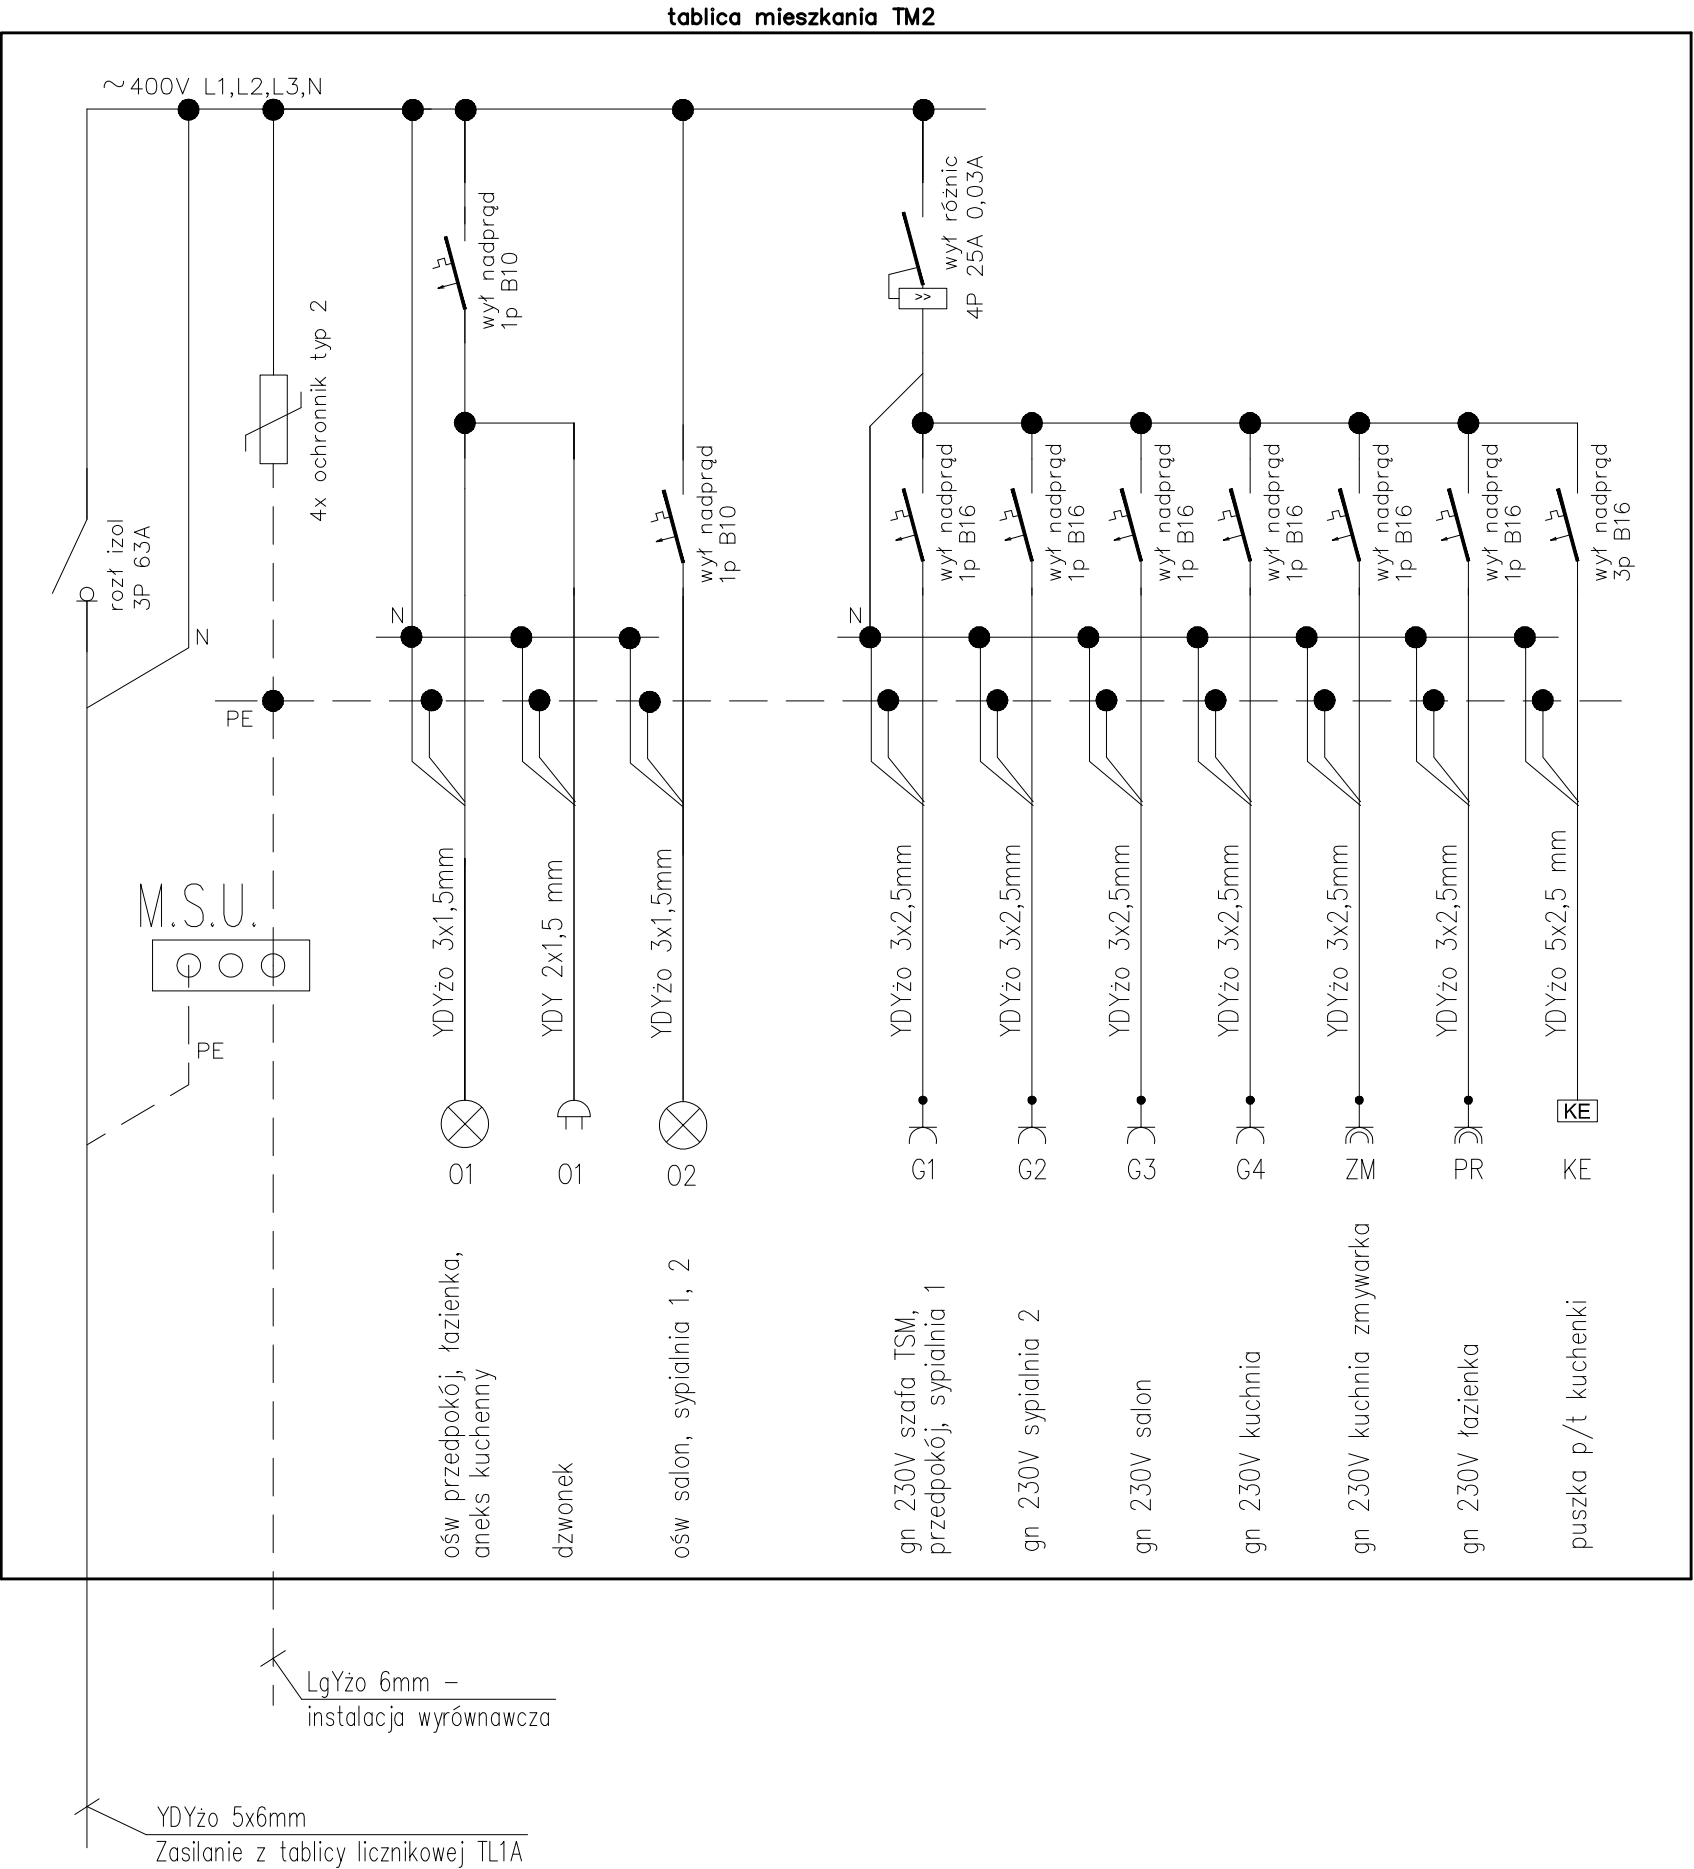 tablica mieszkania TM2
~400V L1,L2,L3,N
rozł izol
3P 63A
N
4x ochronnik typ 2
wył nadprąd
1p B10
wył nadprąd
1p B10
wył różnic
4P 25A 0,03A
>>
wył nadprąd
1p B16
wył nadprąd
1p B16
wył nadprąd
1p B16
wył nadprąd
1p B16
wył nadprąd
1p B16
wył nadprąd
1p B16
wył nadprąd
3p B16
N
N
PE
M.S.U.
PE
YDYżo 3x1,5mm
YDY 2x1,5 mm
YDYżo 3x1,5mm
YDYżo 3x2,5mm
YDYżo 3x2,5mm
YDYżo 3x2,5mm
YDYżo 3x2,5mm
YDYżo 3x2,5mm
YDYżo 3x2,5mm
YDYżo 5x2,5 mm
KE
O1
O1
O2
G1
G2
G3
G4
ZM
PR
KE
ośw przedpokój, łazienka,
aneks kuchenny
dzwonek
ośw salon, sypialnia 1, 2
gn 230V szafa TSM,
przedpokój, sypialnia 1
gn 230V sypialnia 2
gn 230V salon
gn 230V kuchnia
gn 230V kuchnia zmywarka
gn 230V łazienka
puszka p/t kuchenki
LgYżo 6mm –
instalacja wyrównawcza
YDYżo 5x6mm
Zasilanie z tablicy licznikowej TL1A